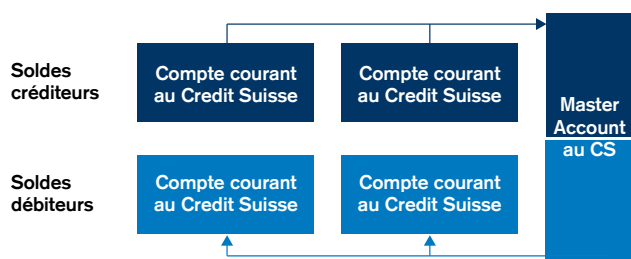 Soldes
créditeurs
Compte courant
au Credit Suisse
Compte courant
au Credit Suisse
Master
Account
au CS
Soldes
débiteurs
Compte courant
au Credit Suisse
Compte courant
au Credit Suisse